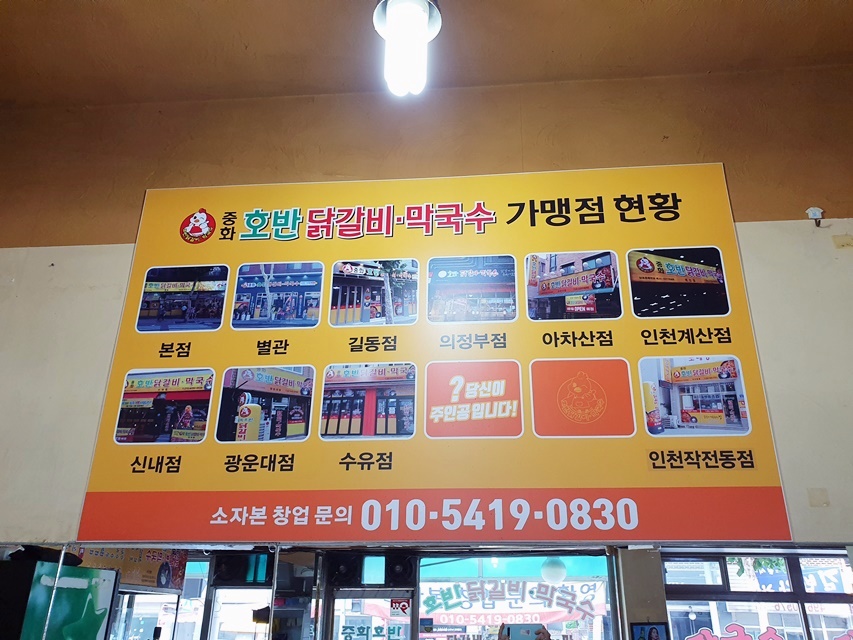 중화 호반 닭갈비·막국수 가맹점 현황
본점 별관 길동점 의정부점 아차산점 인천계산점
? 당신이
주인공입니다!
신내점 광운대점 수유점 인천작전동점
소자본 창업 문의 010·5419·0830
호반 닭갈비·막국수
010-5419-0830
중화호반